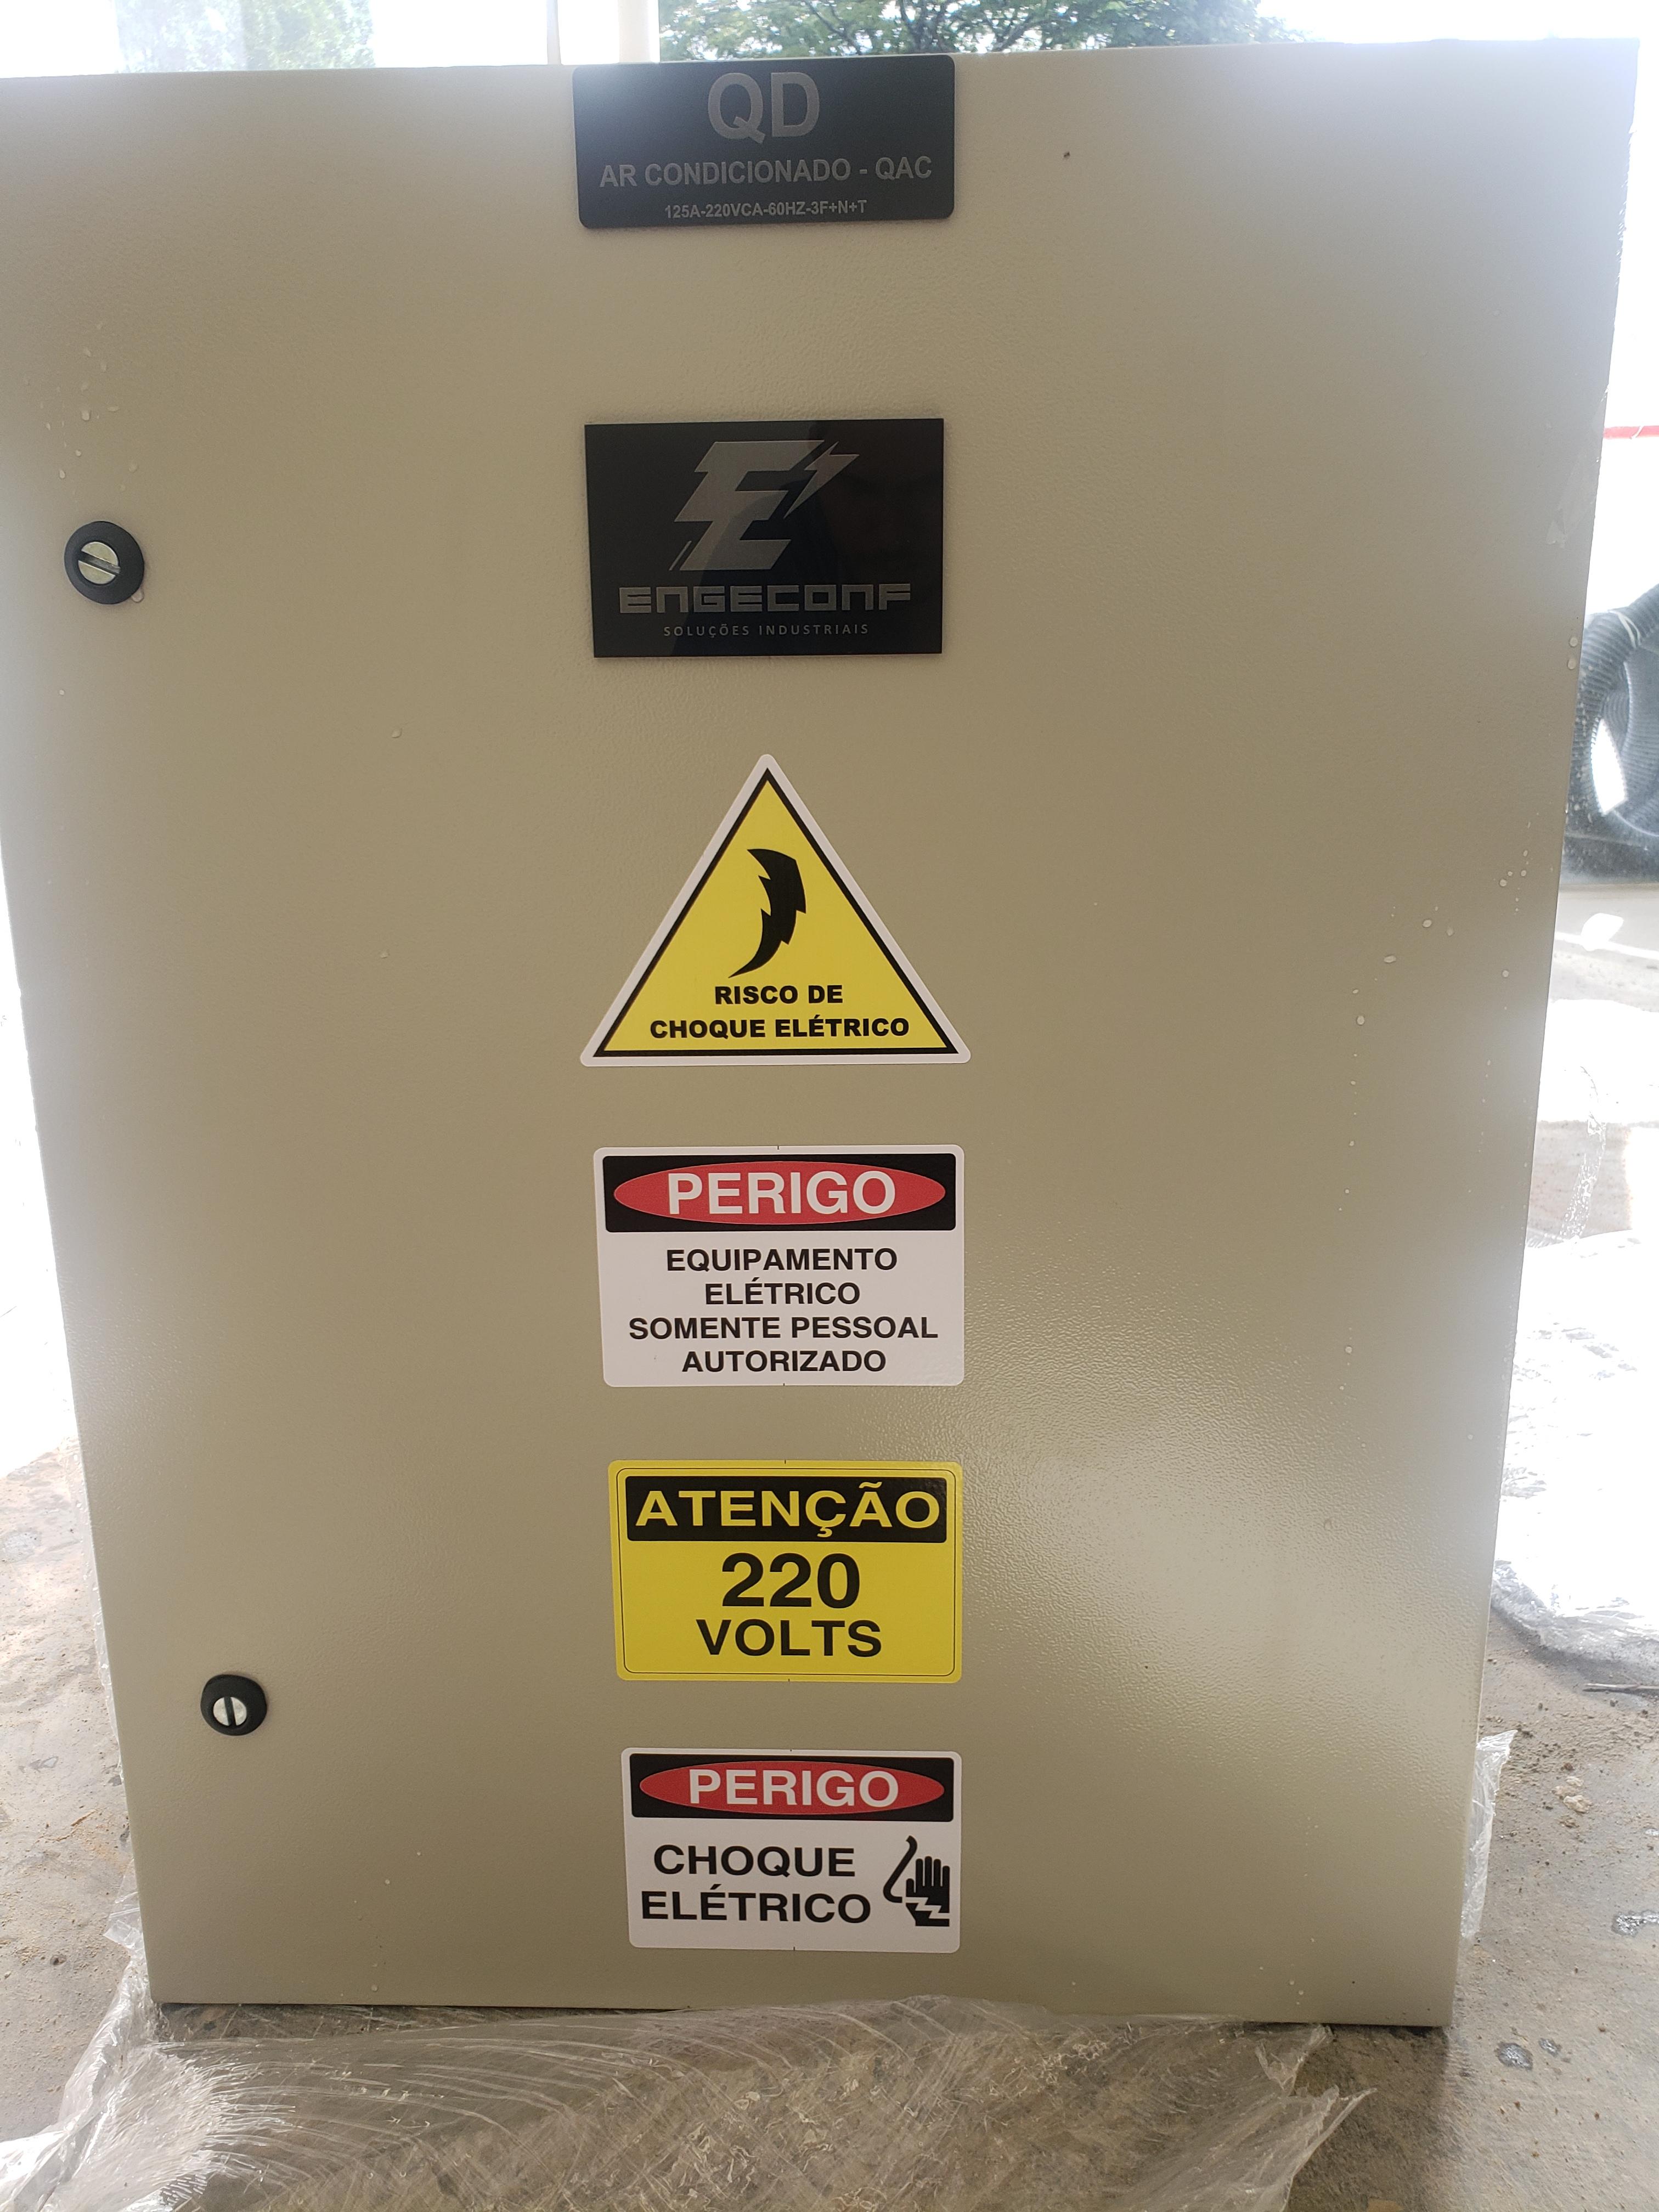 QD
AR CONDICIONADO - QAC
125A-220VCA-60HZ-3F+N+T
ENGECONF
SOLUÇÕES INDUSTRIAIS
RISCO DE
CHOQUE ELÉTRICO
PERIGO
EQUIPAMENTO
ELÉTRICO
SOMENTE PESSOAL
AUTORIZADO
ATENÇÃO
220
VOLTS
PERIGO
CHOQUE
ELÉTRICO